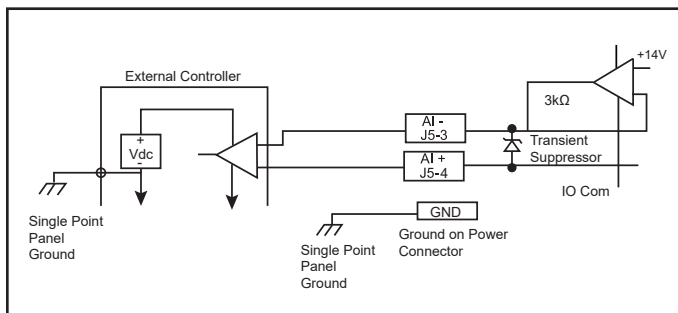 +14V
External Controller
3kΩ
AI -
J5-3
+
Vdc
-
AI +
J5-4
Transient
Suppressor
IO Com
GND
Single Point
Panel
Ground
Ground on Power
Connector
Single Point
Panel
Ground